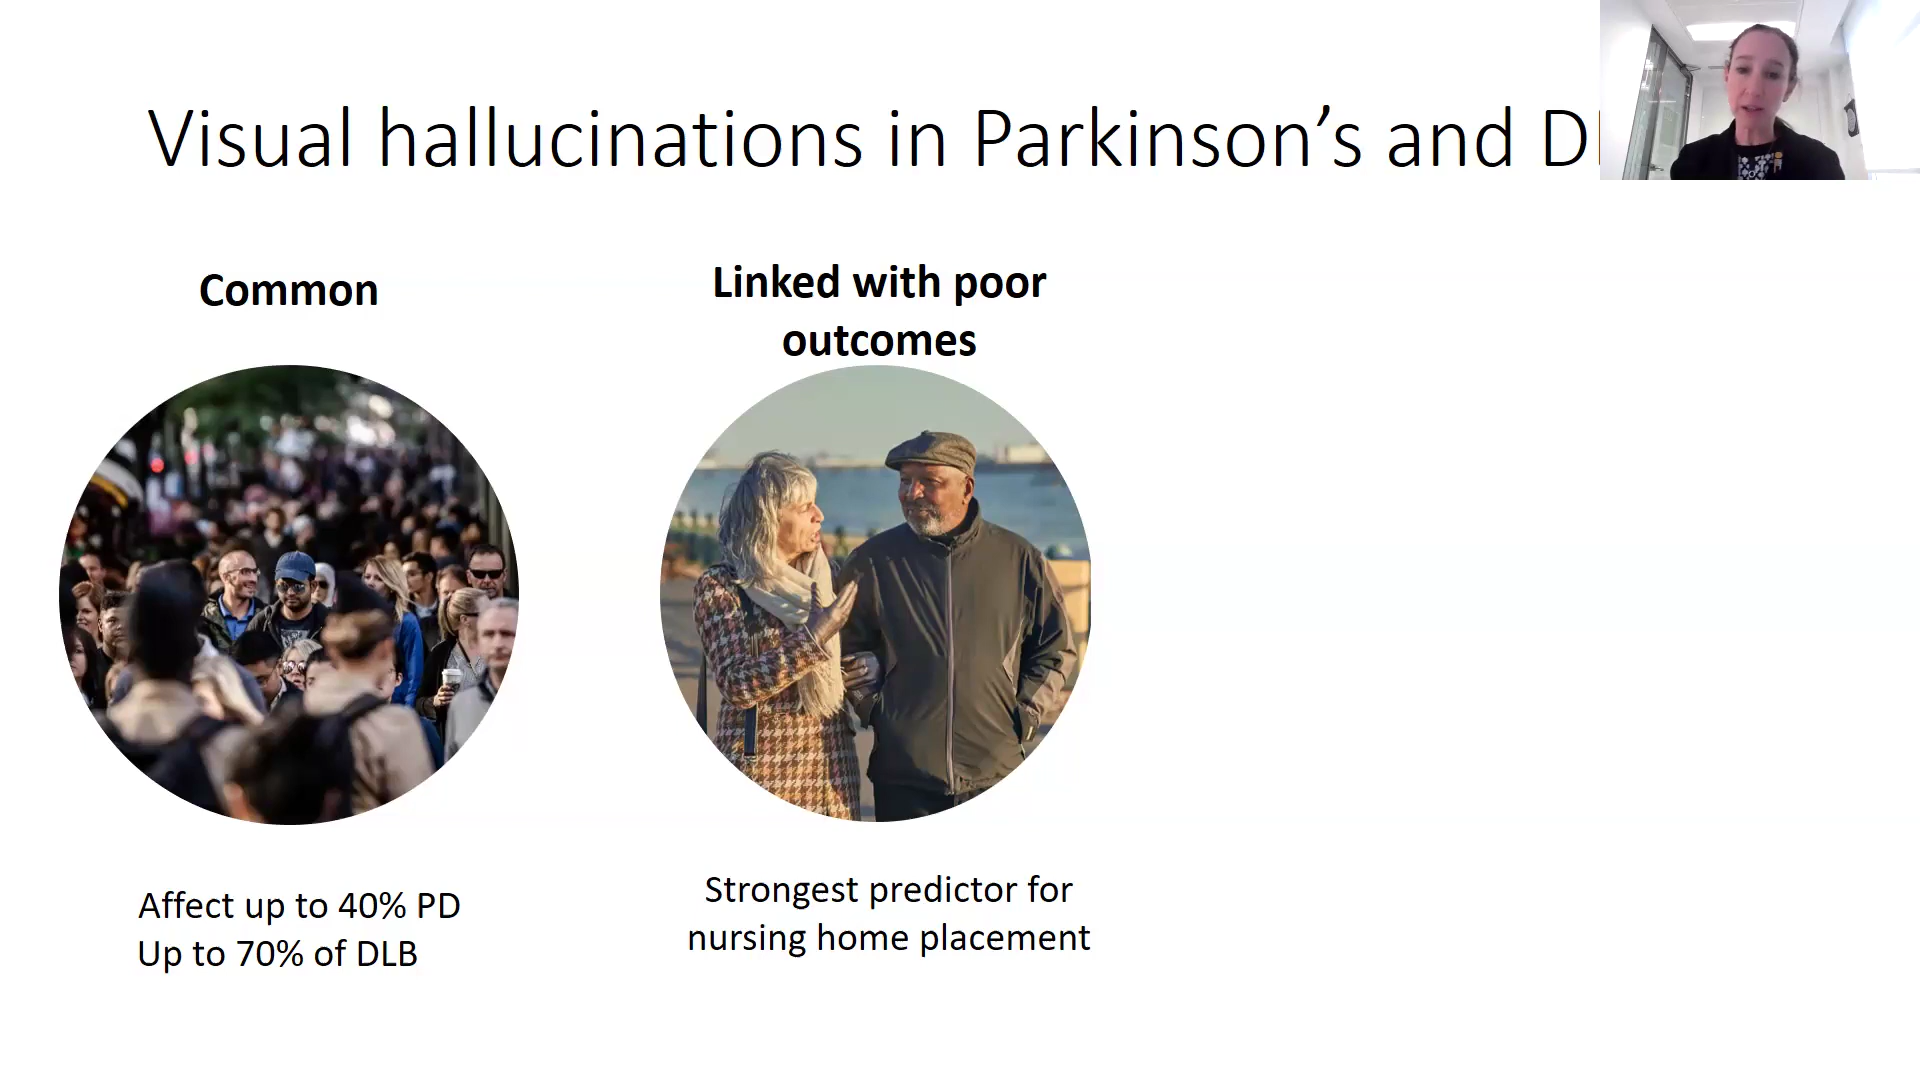 Visual hallucinations in Parkinson’s and
Common
Affect up to 40% PD
Up to 70% of DLB
Linked with poor
outcomes
Strongest predictor for
nursing home placement